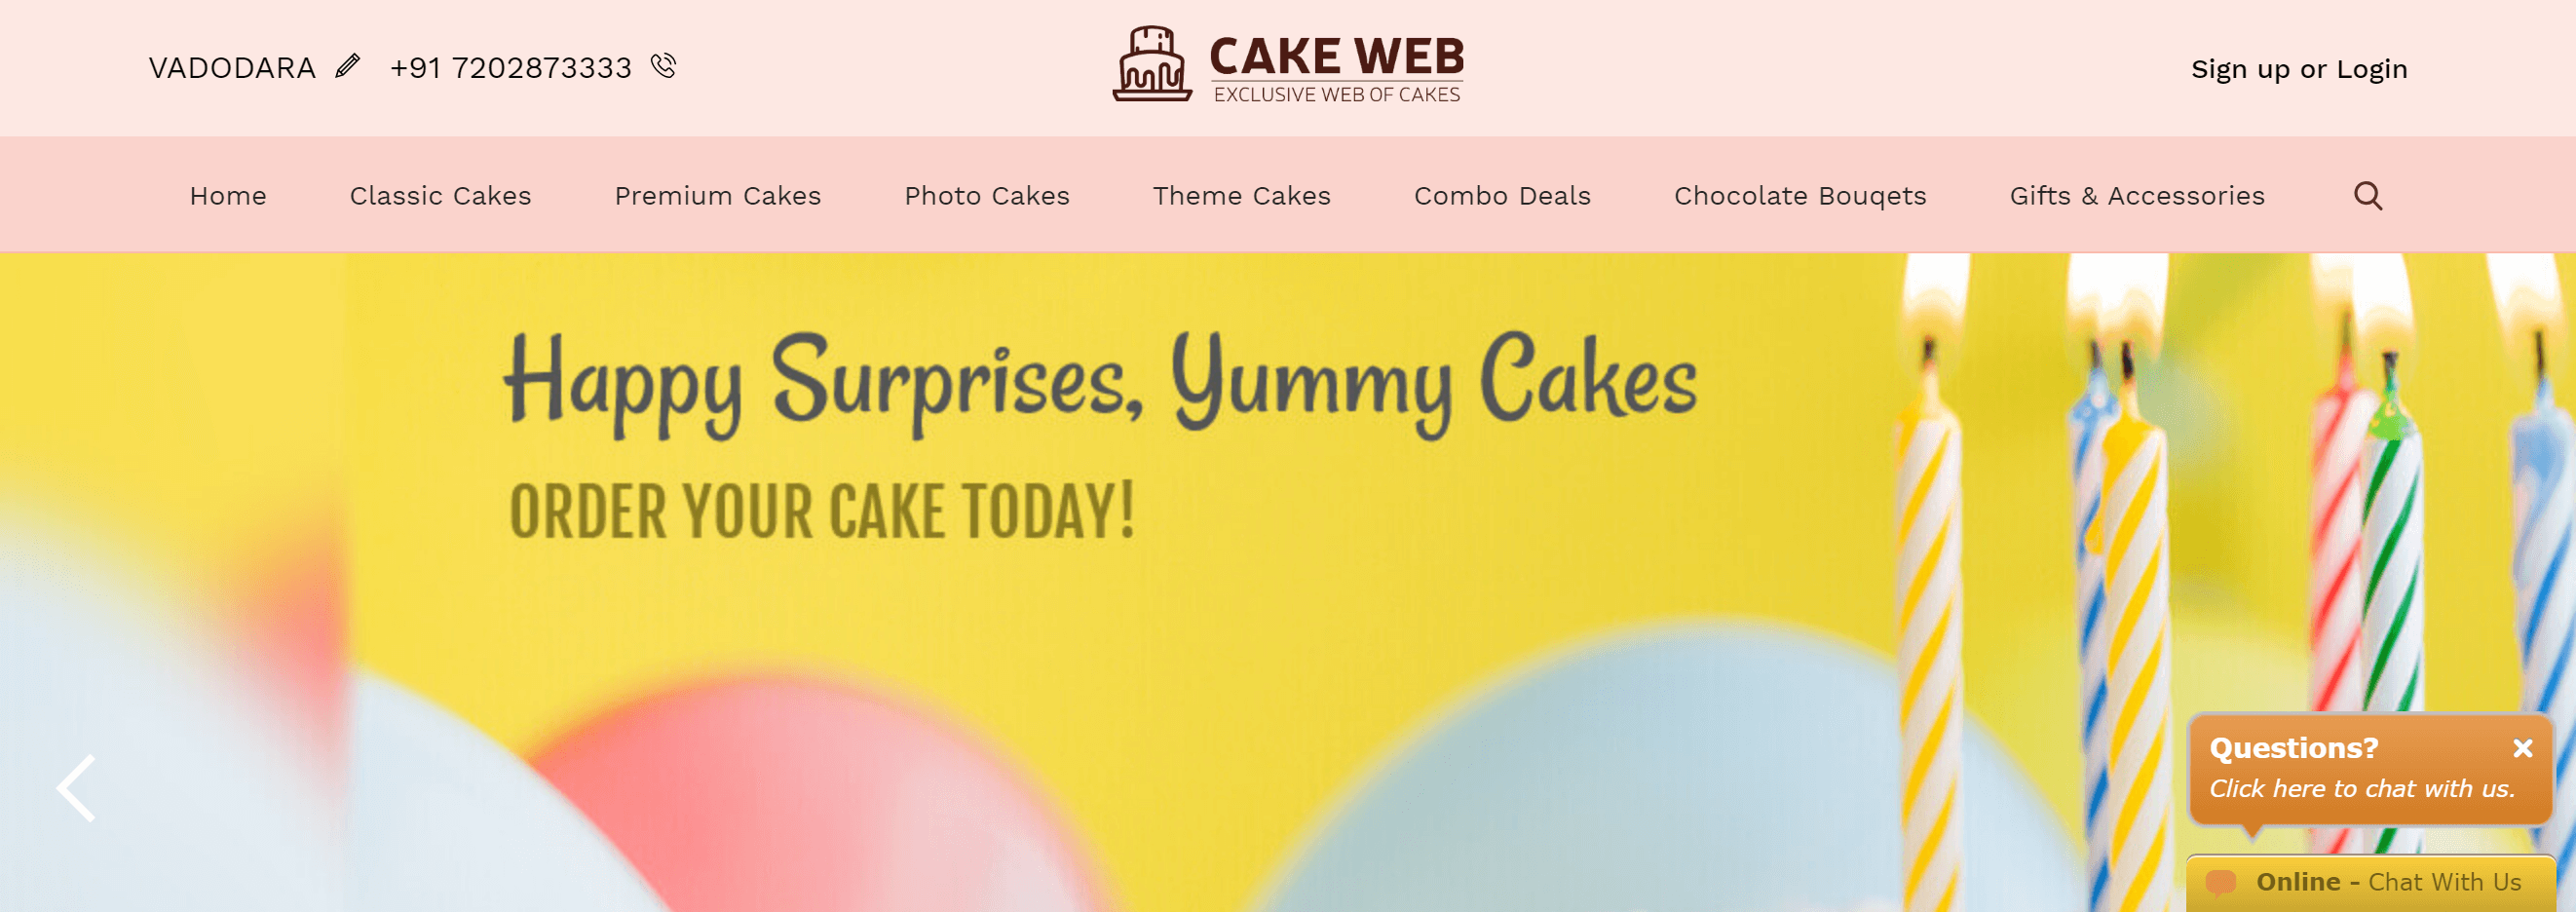 VADODARA +91 7202873333
CAKE WEB
EXCLUSIVE WEB OF CAKES
Sign up or Login
Home Classic Cakes Premium Cakes Photo Cakes Theme Cakes Combo Deals Chocolate Bouqets Gifts & Accessories
Happy Surprises, Yummy Cakes
ORDER YOUR CAKE TODAY!
Questions?
Click here to chat with us.
Online - Chat With Us